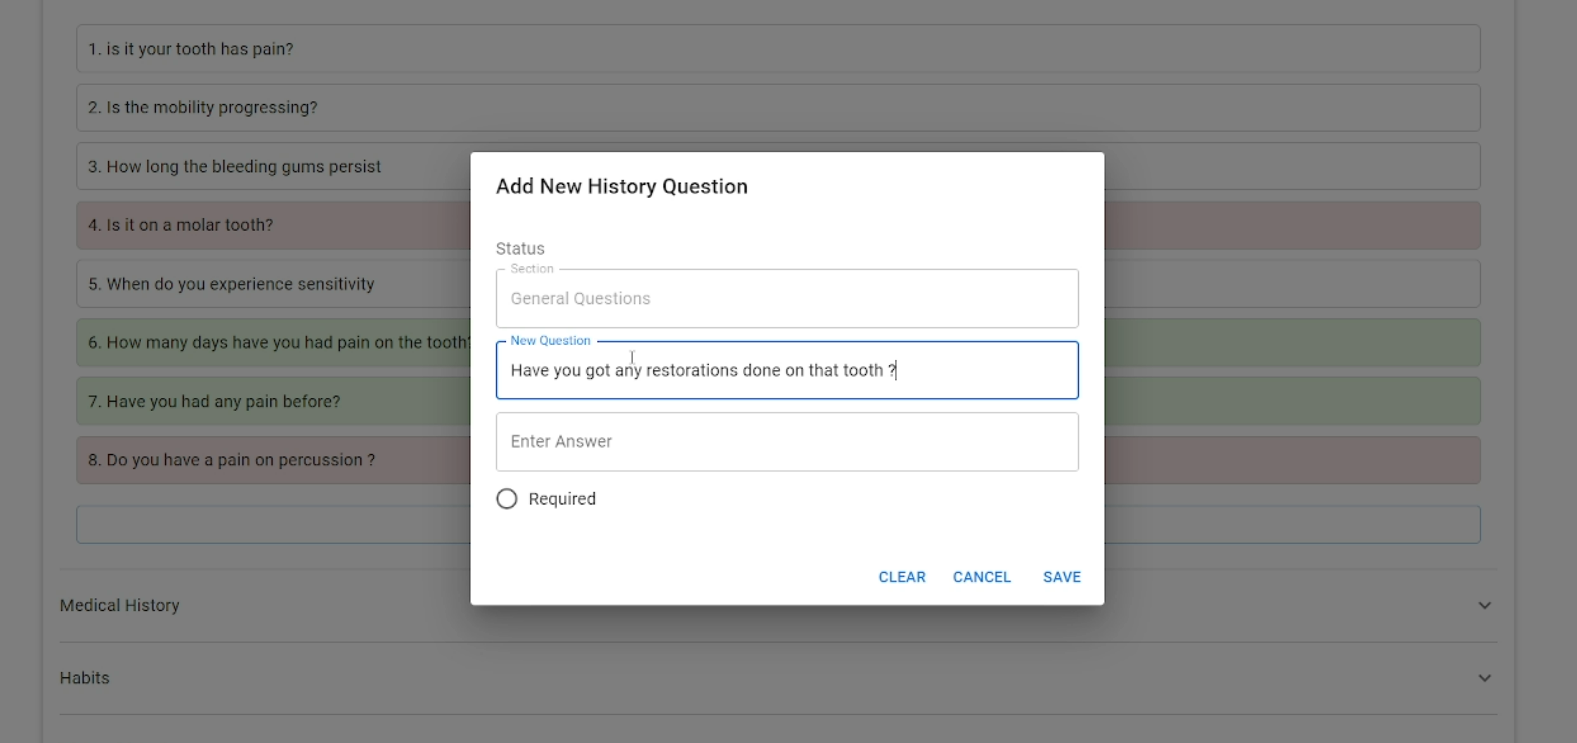 1. is it your tooth has pain?
2. Is the mobility progressing?
3. How long the bleeding gums persist
4. Is it on a molar tooth?
5. When do you experience sensitivity
6. How many days have you had pain on the tooth?
7. Have you had any pain before?
8. Do you have a pain on percussion ?
Medical History
Habits
Add New History Question
Status
Section
General Questions
New Question
Have you got any restorations done on that tooth ?
Enter Answer
Required
CLEAR CANCEL SAVE